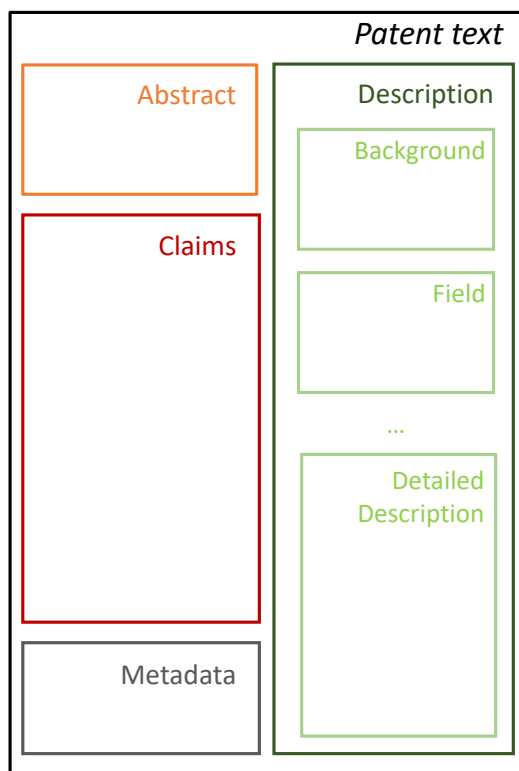 Patent text
Abstract
Claims
Metadata
Description
Background
Field
...
Detailed
Description